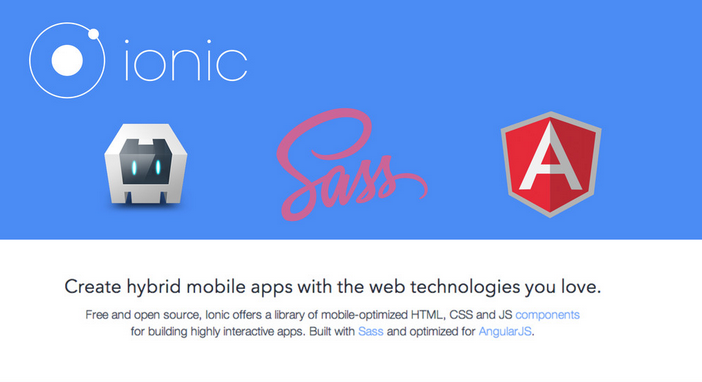 ionic
Sass
A
Create hybrid mobile apps with the web technologies you love.
Free and open source, Ionic offers a library of mobile-optimized HTML, CSS and JS components
for building highly interactive apps. Built with Sass and optimized for AngularJS.